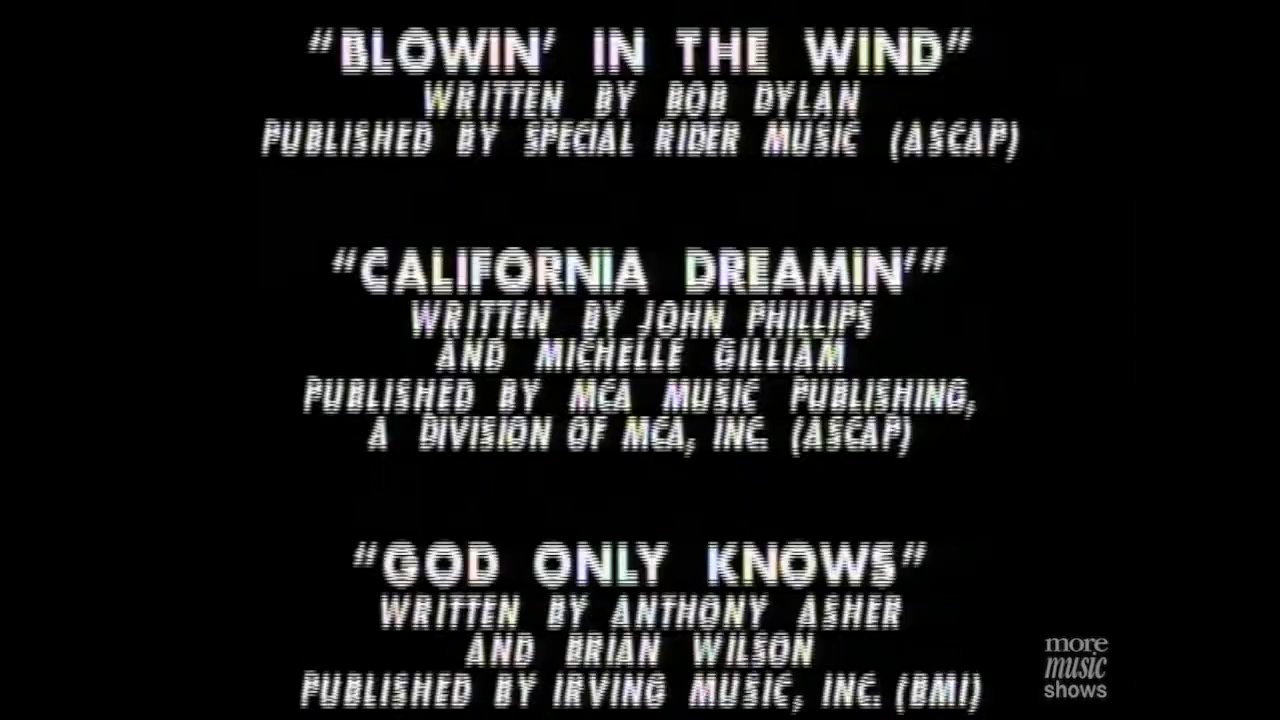 "BLOWIN' IN THE WIND"
WRITTEN BY BOB DYLAN
PUBLISHED BY SPECIAL RIDER MUSIC (ASCAP)
"CALIFORNIA DREAMIN'"
WRITTEN BY JOHN PHILLIPS
AND MICHELLE GILLIAM
PUBLISHED BY MCA MUSIC PUBLISHING,
A DIVISION OF MCA, INC. (ASCAP)
"GOD ONLY KNOWS"
WRITTEN BY ANTHONY ASHER
AND BRIAN WILSON
PUBLISHED BY IRVING MUSIC, INC. (BMI)
more
music
shows